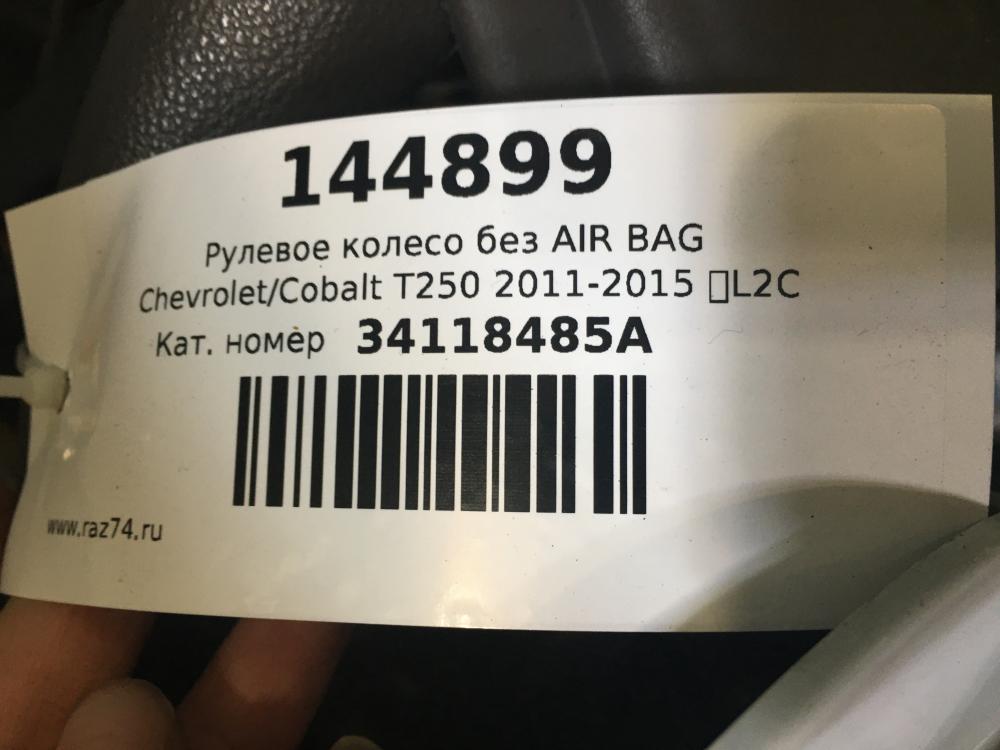 144899
Рулевое колесо без AIR BAG
Chevrolet/Cobalt T250 2011-2015 ▯L2C
Кат. номер 34118485A
www.raz74.ru